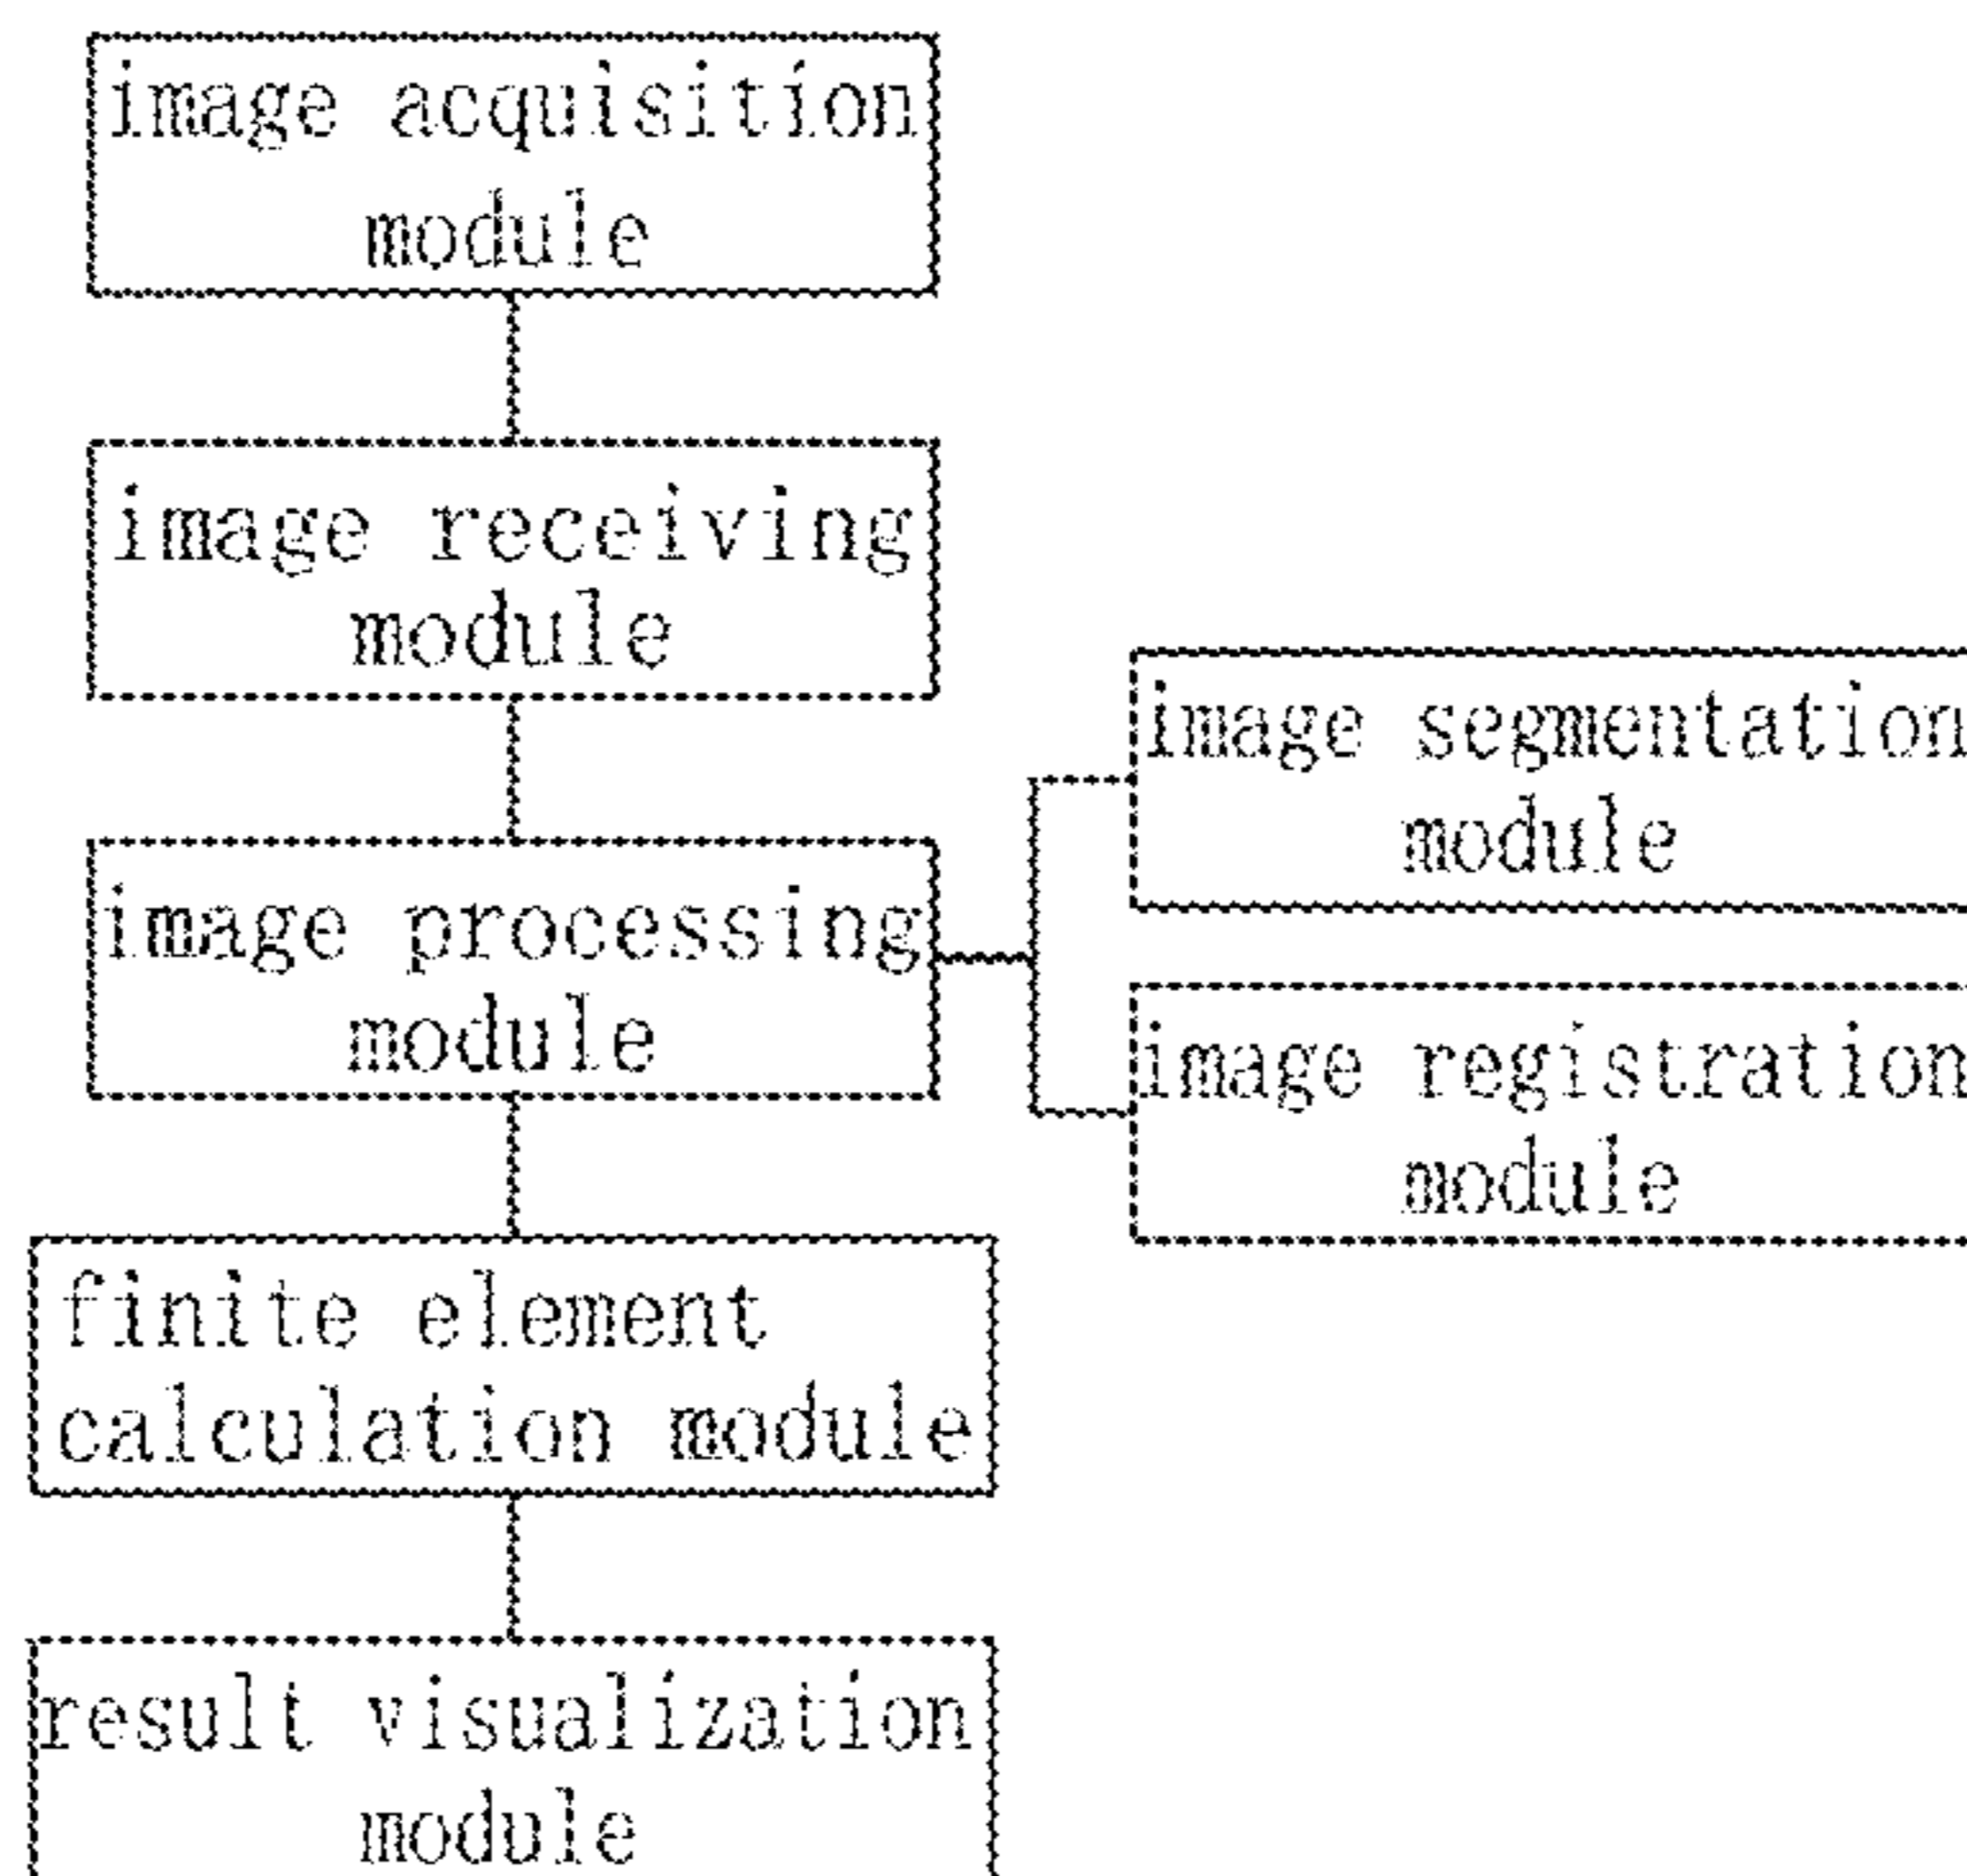 image acquisition
module
image receiving
module
image processing
module
image segmentation
module
image registration
module
finite element
calculation module
result visualization
module